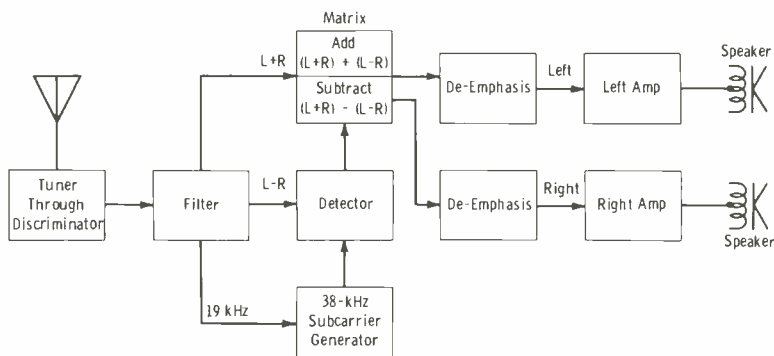 Matrix
Add
(L+R) + (L-R)
Subtract
(L+R) - (L-R)
L+R
De-Emphasis
Left
Left Amp
Speaker
Tuner
Through
Discriminator
Filter
L-R
Detector
De-Emphasis
Right
Right Amp
Speaker
19 kHz
38-kHz
Subcarrier
Generator